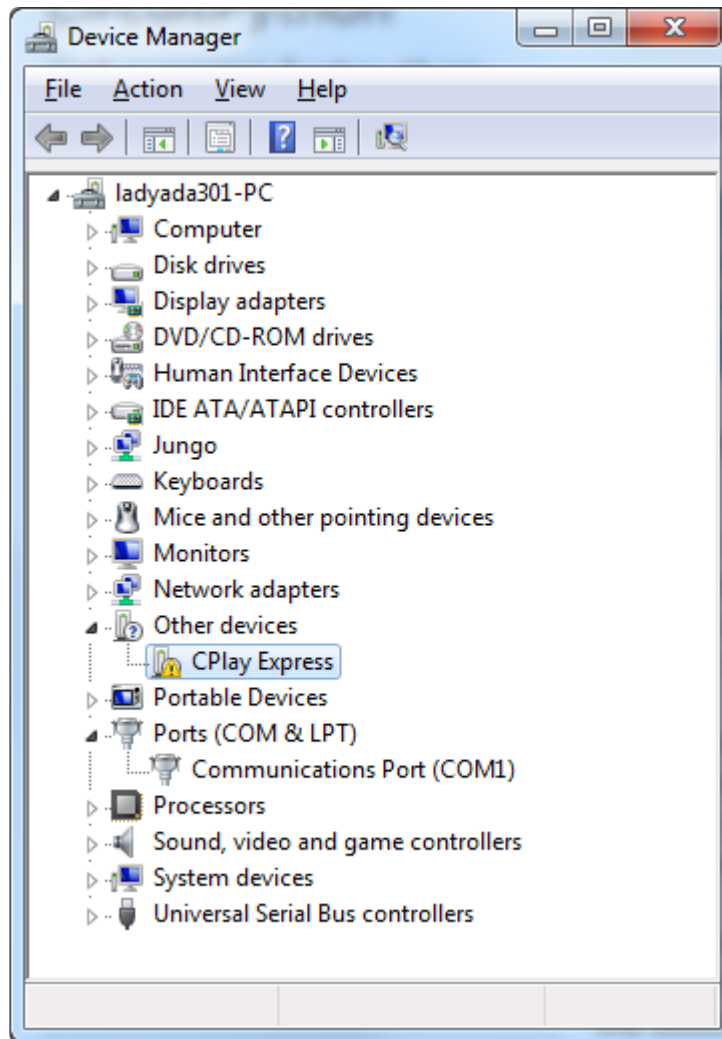 Device Manager
File Action View Help
ladyada301-PC
Computer
Disk drives
Display adapters
DVD/CD-ROM drives
Human Interface Devices
IDE ATA/ATAPI controllers
Jungo
Keyboards
Mice and other pointing devices
Monitors
Network adapters
Other devices
CPlay Express
Portable Devices
Ports (COM & LPT)
Communications Port (COM1)
Processors
Sound, video and game controllers
System devices
Universal Serial Bus controllers